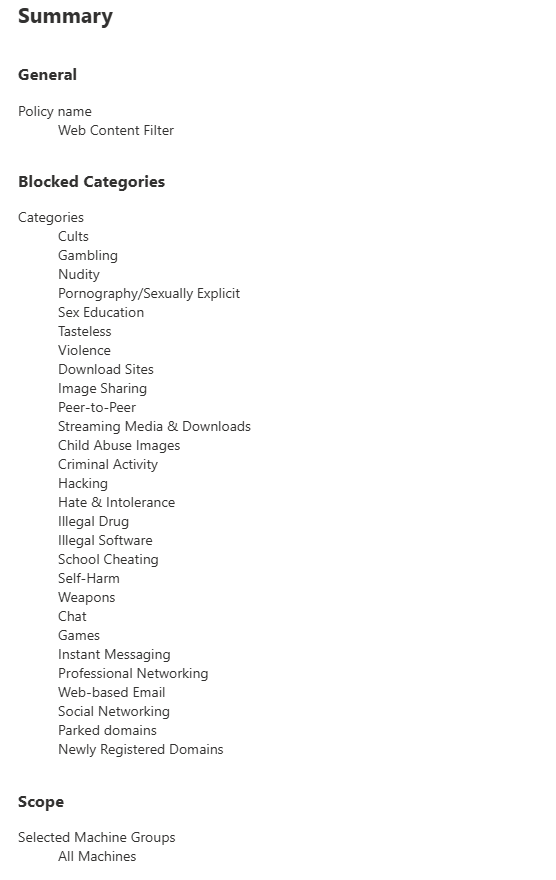 Summary
General
Policy name
Web Content Filter
Blocked Categories
Categories
Cults
Gambling
Nudity
Pornography/Sexually Explicit
Sex Education
Tasteless
Violence
Download Sites
Image Sharing
Peer-to-Peer
Streaming Media & Downloads
Child Abuse Images
Criminal Activity
Hacking
Hate & Intolerance
Illegal Drug
Illegal Software
School Cheating
Self-Harm
Weapons
Chat
Games
Instant Messaging
Professional Networking
Web-based Email
Social Networking
Parked domains
Newly Registered Domains
Scope
Selected Machine Groups
All Machines